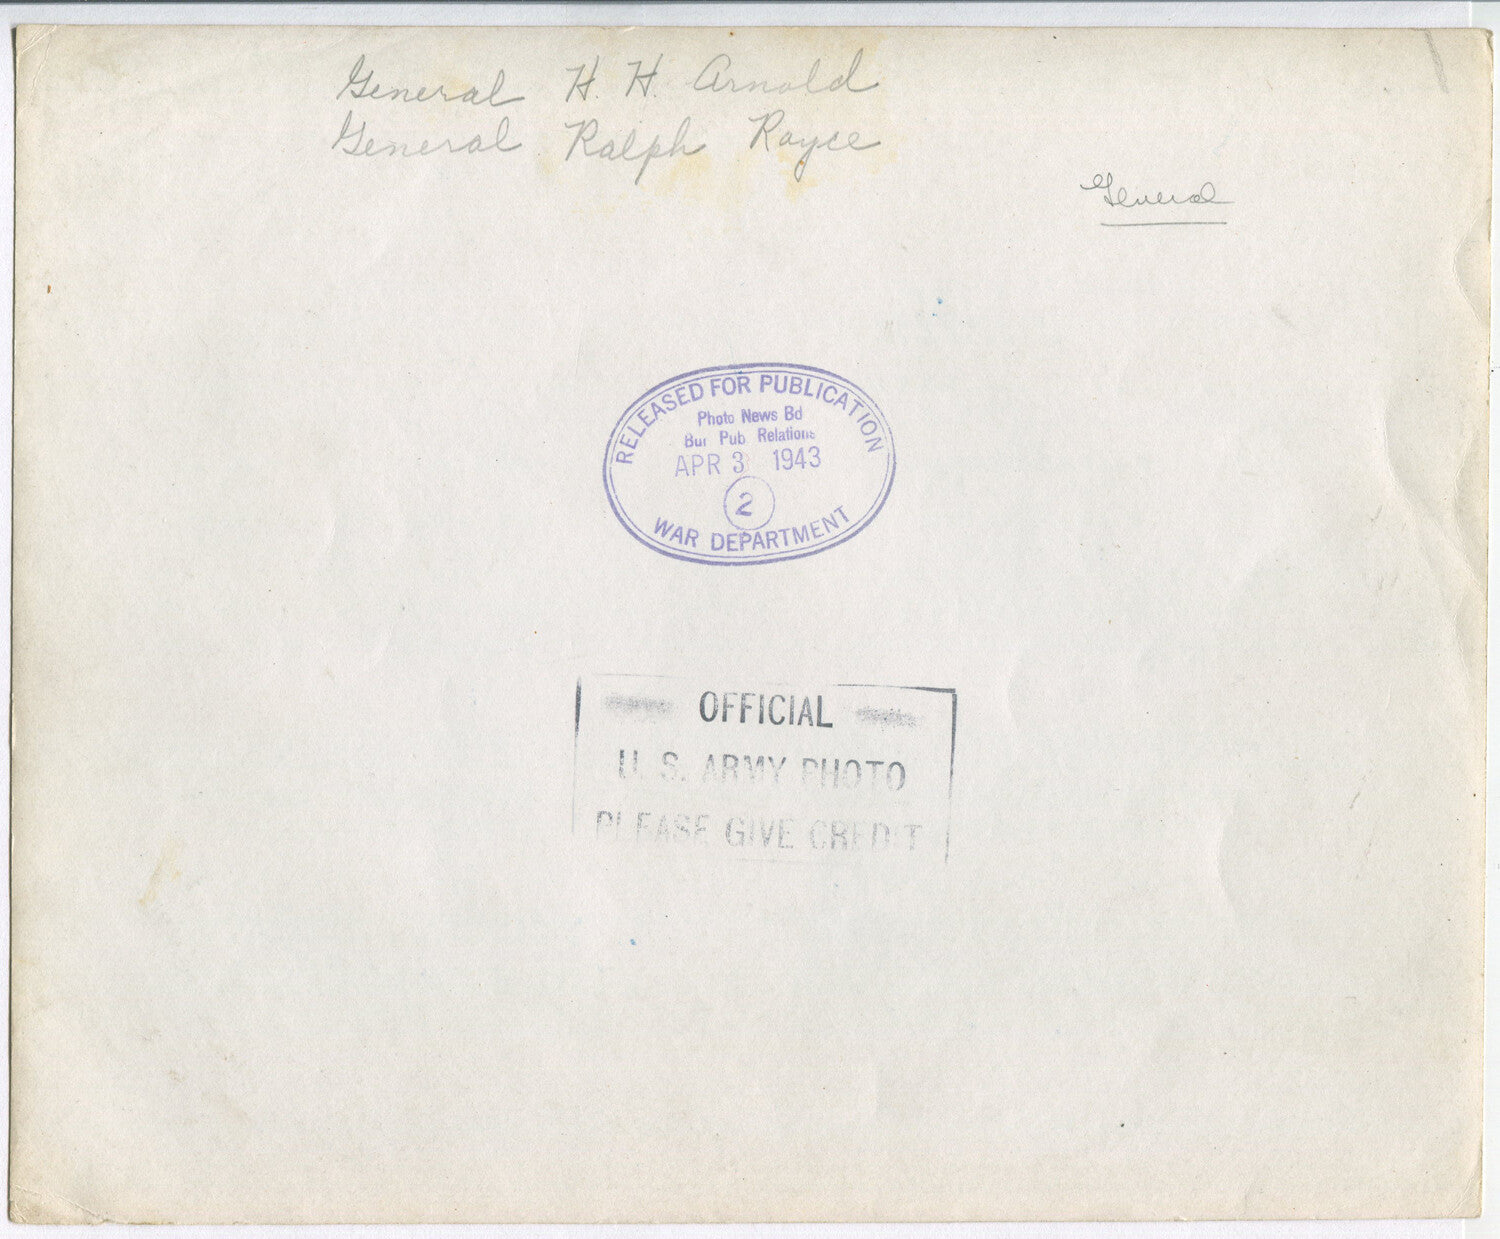 General H. H. Arnold
General Ralph Royce
General
RELEASED FOR PUBLICATION
Photo News Bd
Bur Pub Relations
APR 3 1943
2
WAR DEPARTMENT
OFFICIAL
U. S. ARMY PHOTO
PLEASE GIVE CREDIT